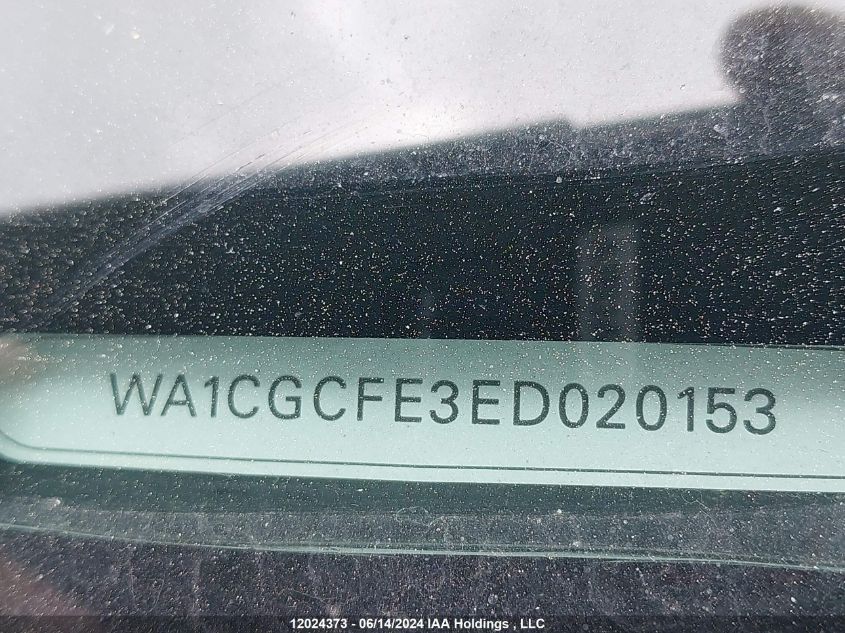 WA1CGCFE3ED020153
12024373 - 06/14/2024 IAA Holdings , LLC